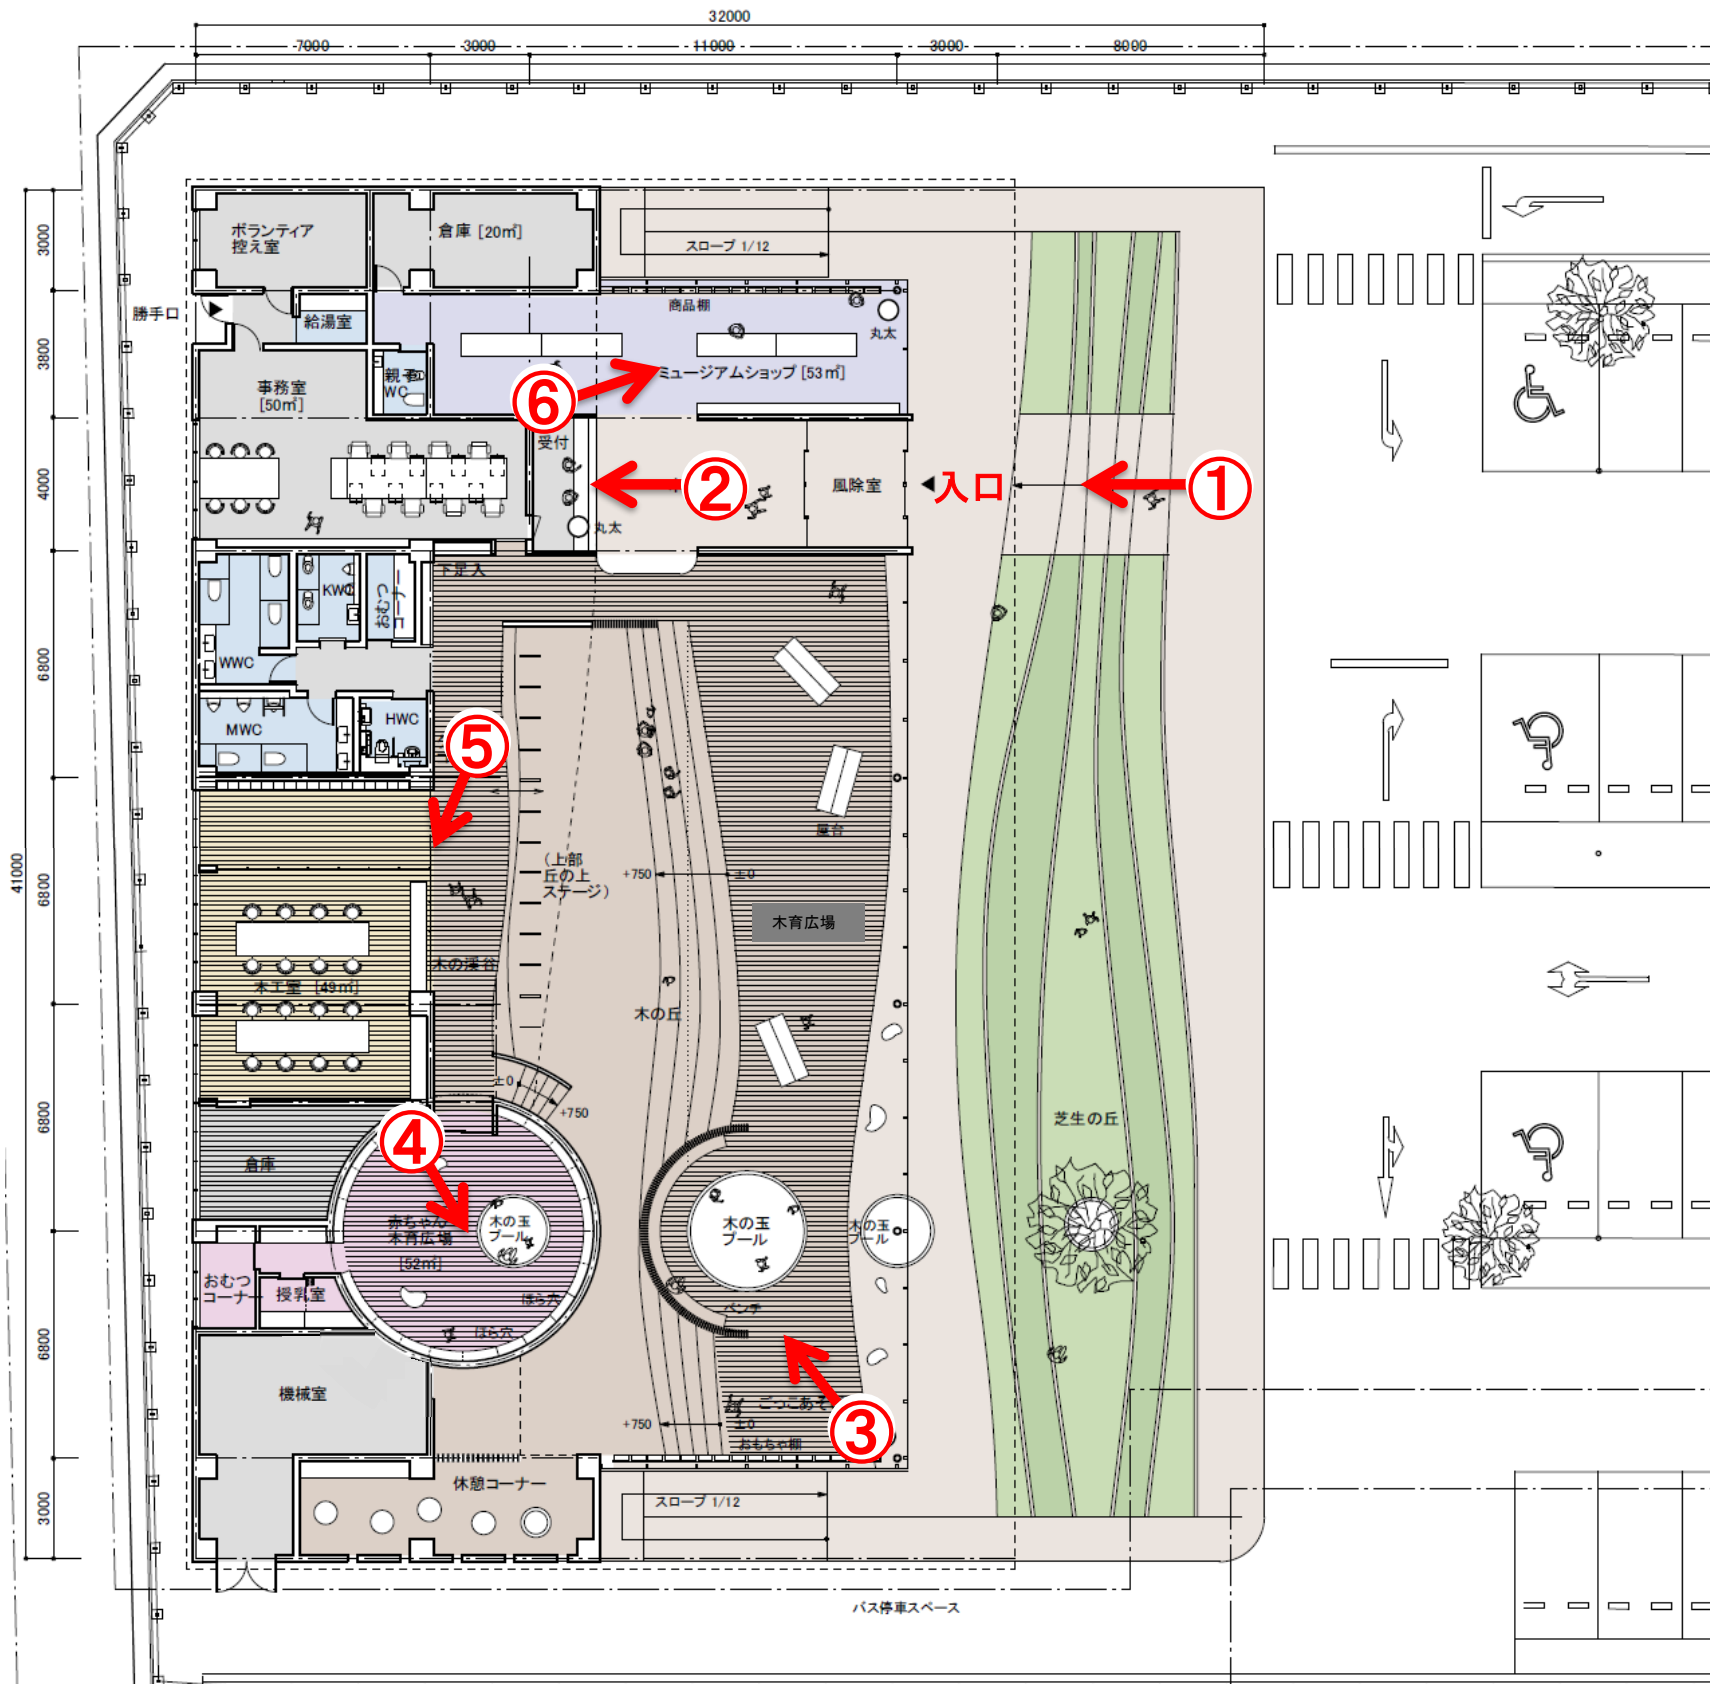 32000
7000
3000
11000
3000
8000
3000
3800
4000
6800
6800
6800
6800
3000
41000
ボランティア
控え室
倉庫 [20㎡]
スロープ 1/12
勝手口
給湯室
商品棚
丸太
親子
WC
ミュージアムショップ [53㎡]
⑥
事務室
[50㎡]
受付
②
風除室
入口
①
丸太
下足入
KWC
おむつ
コーナー
WWC
MWC
HWC
⑤
屋台
(上部
丘の上
ステージ)
+750
±0
木育広場
木の渓谷
木工室 [49㎡]
木の丘
±0
+750
芝生の丘
④
倉庫
赤ちゃん
木育広場
[52㎡]
木の玉
プール
木の玉
プール
木の玉
プール
おむつ
コーナー
授乳室
ほら穴
ほら穴
ベンチ
機械室
ごっこあそ
③
+750
±0
おもちゃ棚
休憩コーナー
スロープ 1/12
バス停車スペース